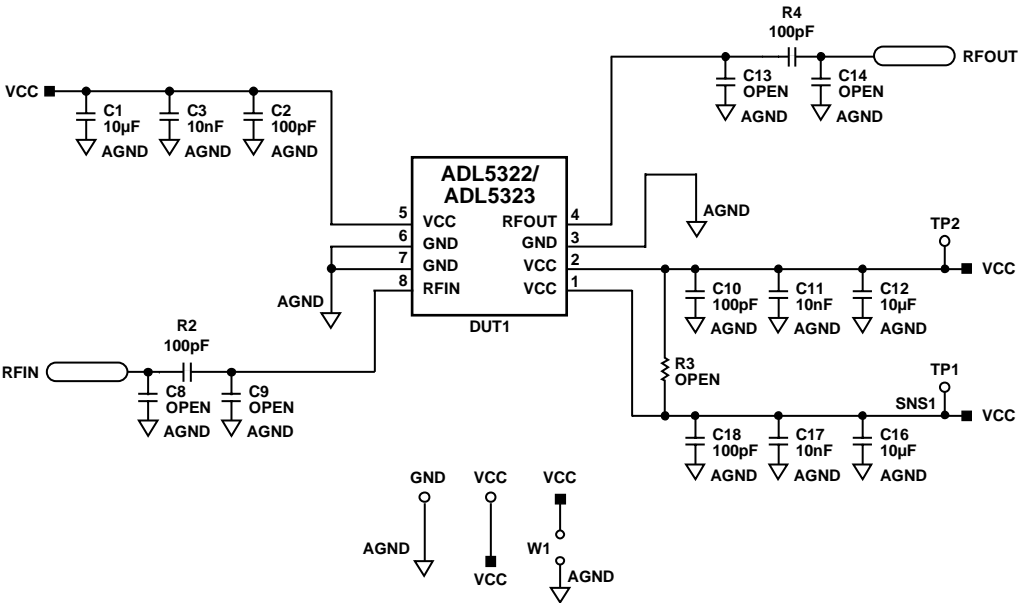 R4
100pF
RFOUT
C13
OPEN
AGND
C14
OPEN
AGND
VCC
C1
10µF
AGND
C3
10nF
AGND
C2
100pF
AGND
ADL5322/
ADL5323
5 VCC
6 GND
7 GND
8 RFIN
RFOUT 4
GND 3
VCC 2
VCC 1
DUT1
AGND
AGND
TP2
VCC
C10
100pF
AGND
C11
10nF
AGND
C12
10µF
AGND
R2
100pF
RFIN
C8
OPEN
AGND
C9
OPEN
AGND
R3
OPEN
TP1
SNS1
VCC
C18
100pF
AGND
C17
10nF
AGND
C16
10µF
AGND
GND
AGND
VCC
VCC
VCC
W1
AGND